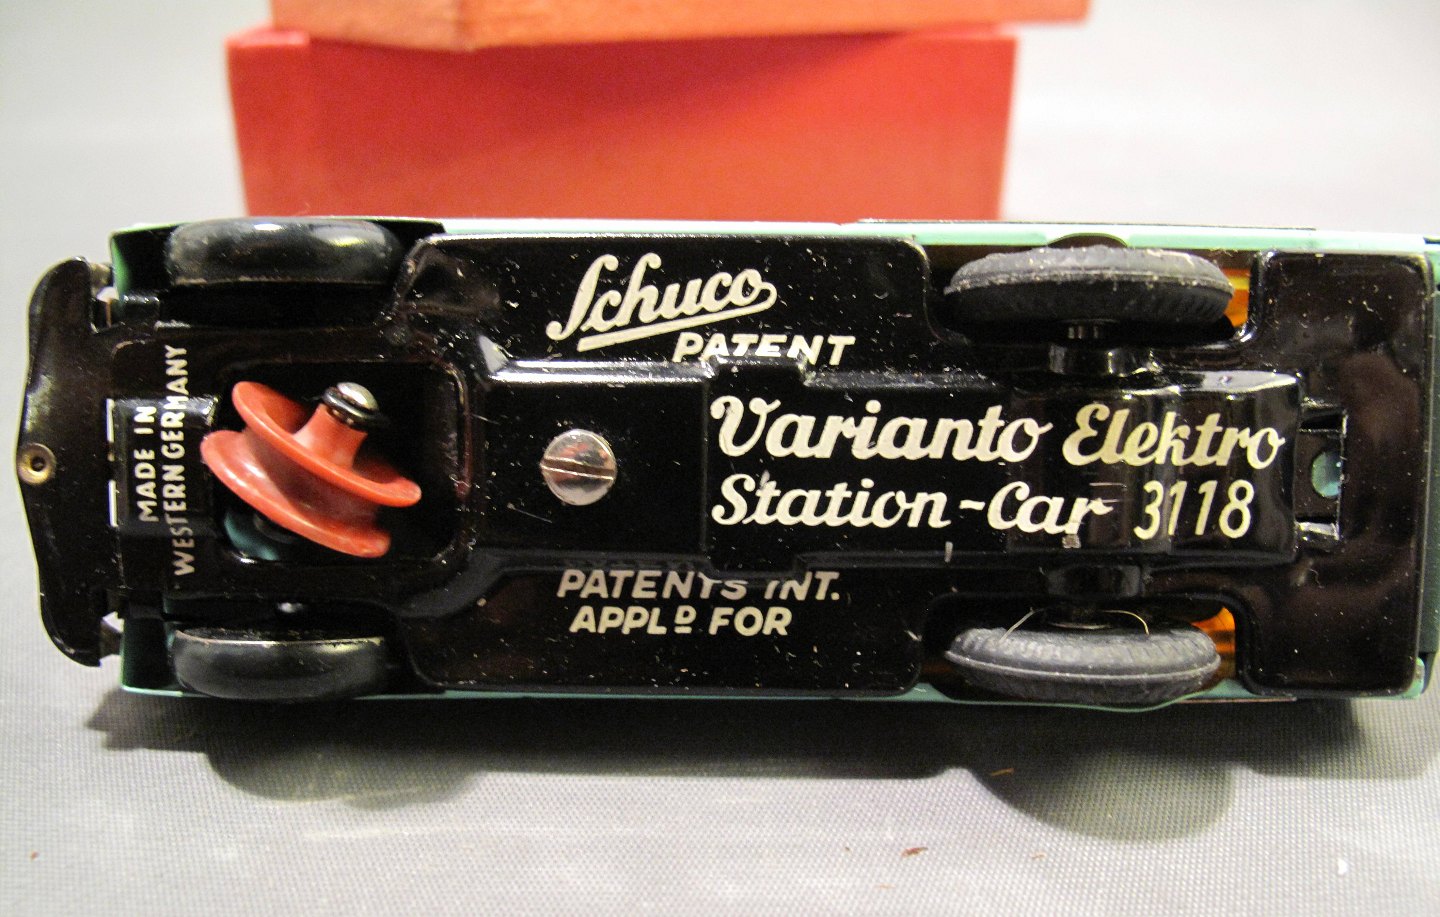 Schuco
PATENT
Varianto Elektro
Station-Car 3118
PATENTS INT.
APPLD FOR
MADE IN
WESTERN GERMANY